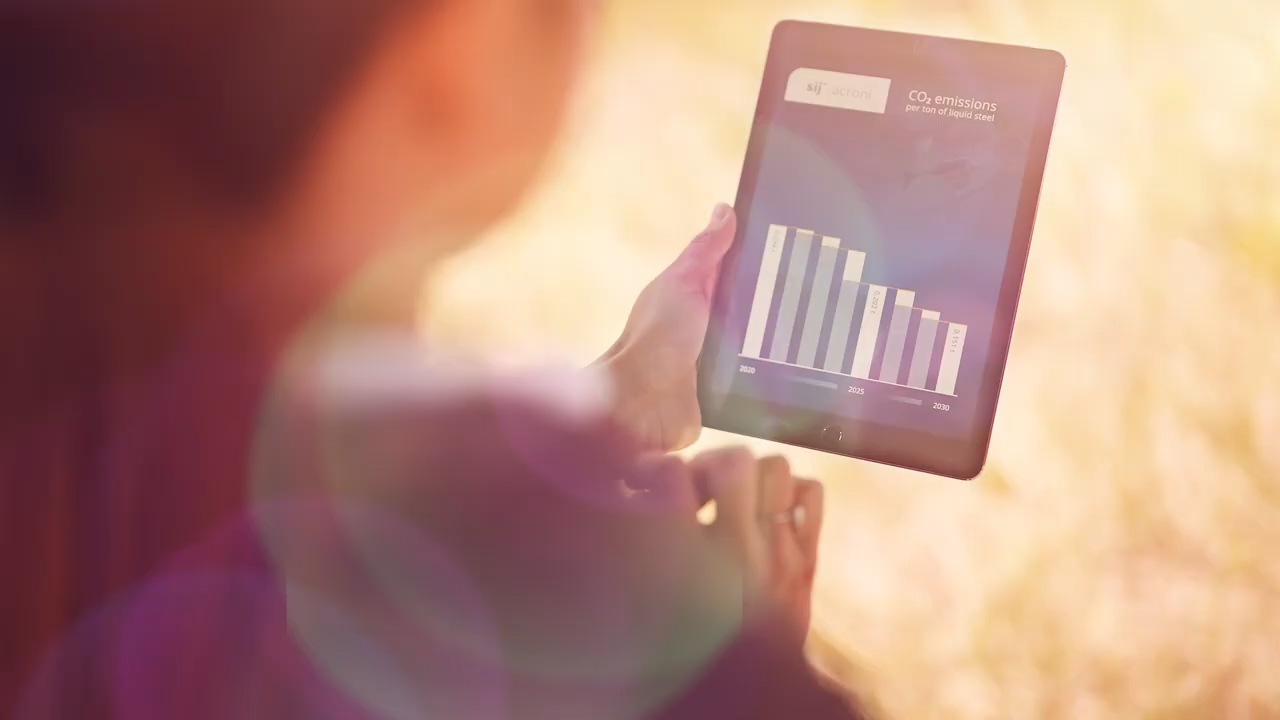 sij acroni
CO₂ emissions
per ton of liquid steel
2020
2025
2030